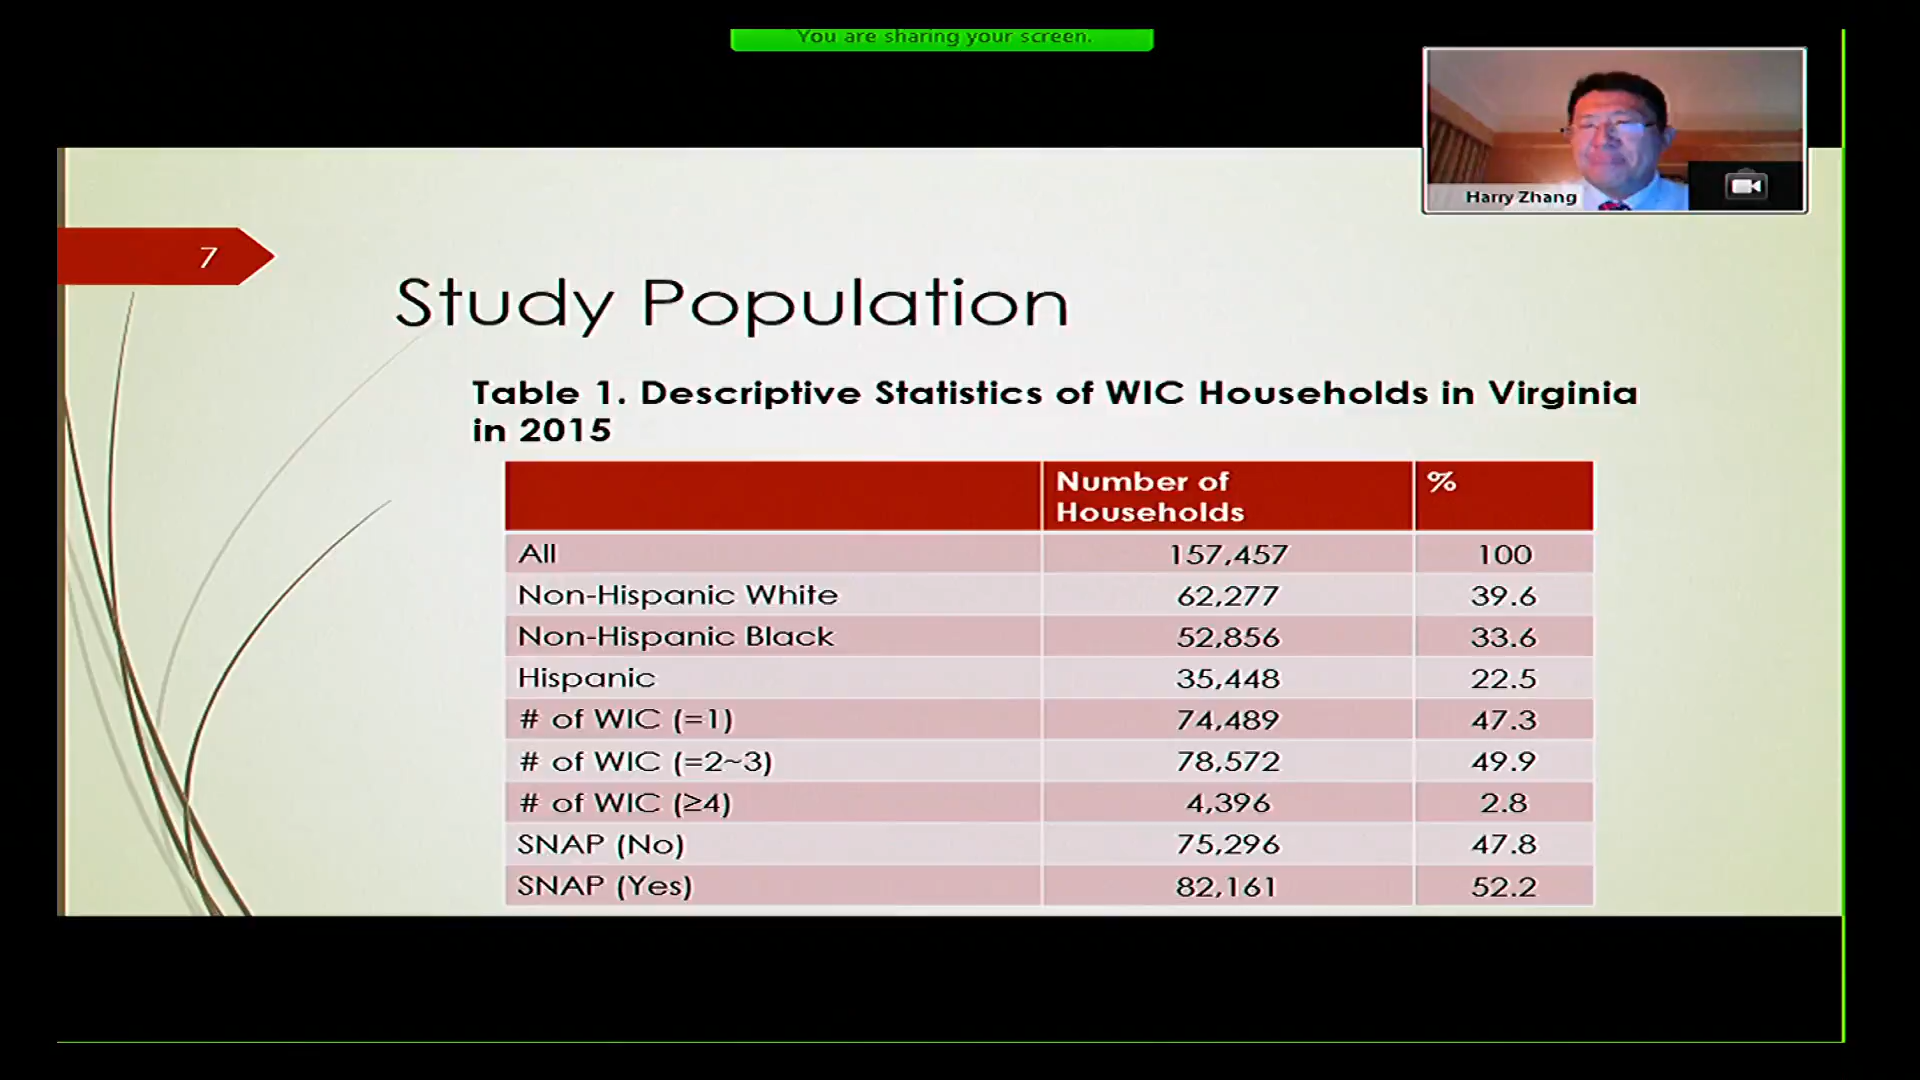 You are sharing your screen.
Harry Zhang
7
Study Population
Table 1. Descriptive Statistics of WIC Households in Virginia
in 2015
Number of
Households
%
All 157,457 100
Non-Hispanic White 62,277 39.6
Non-Hispanic Black 52,856 33.6
Hispanic 35,448 22.5
# of WIC (=1) 74,489 47.3
# of WIC (=2~3) 78,572 49.9
# of WIC (≥4) 4,396 2.8
SNAP (No) 75,296 47.8
SNAP (Yes) 82,161 52.2